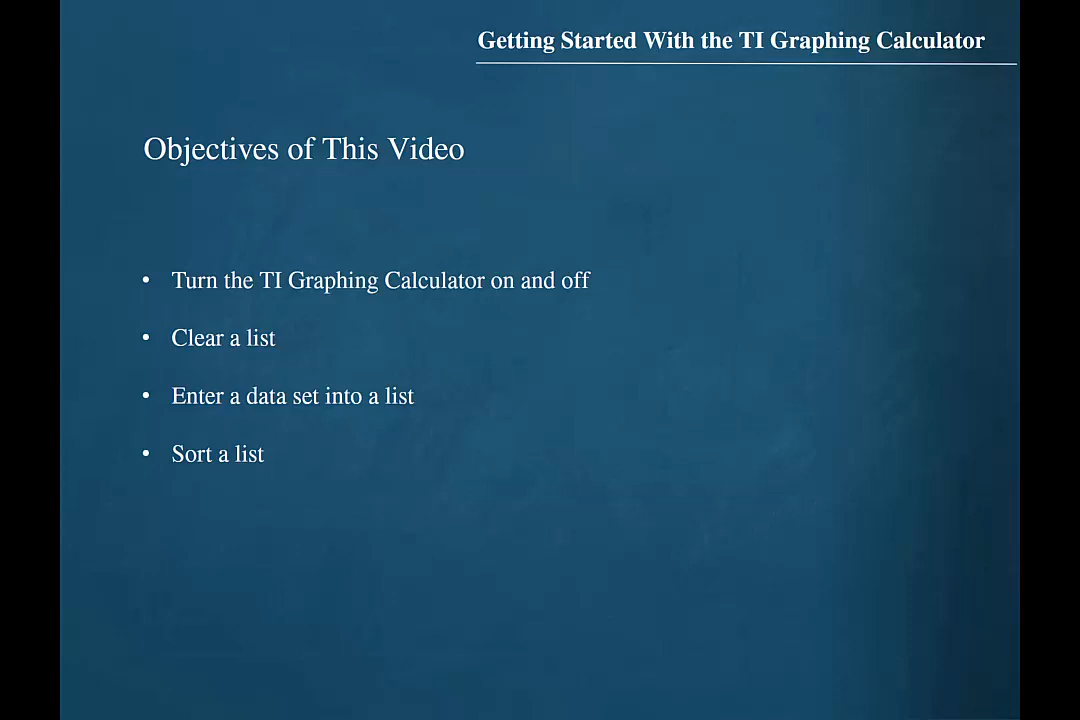 Getting Started With the TI Graphing Calculator
Objectives of This Video
• Turn the TI Graphing Calculator on and off
• Clear a list
• Enter a data set into a list
• Sort a list